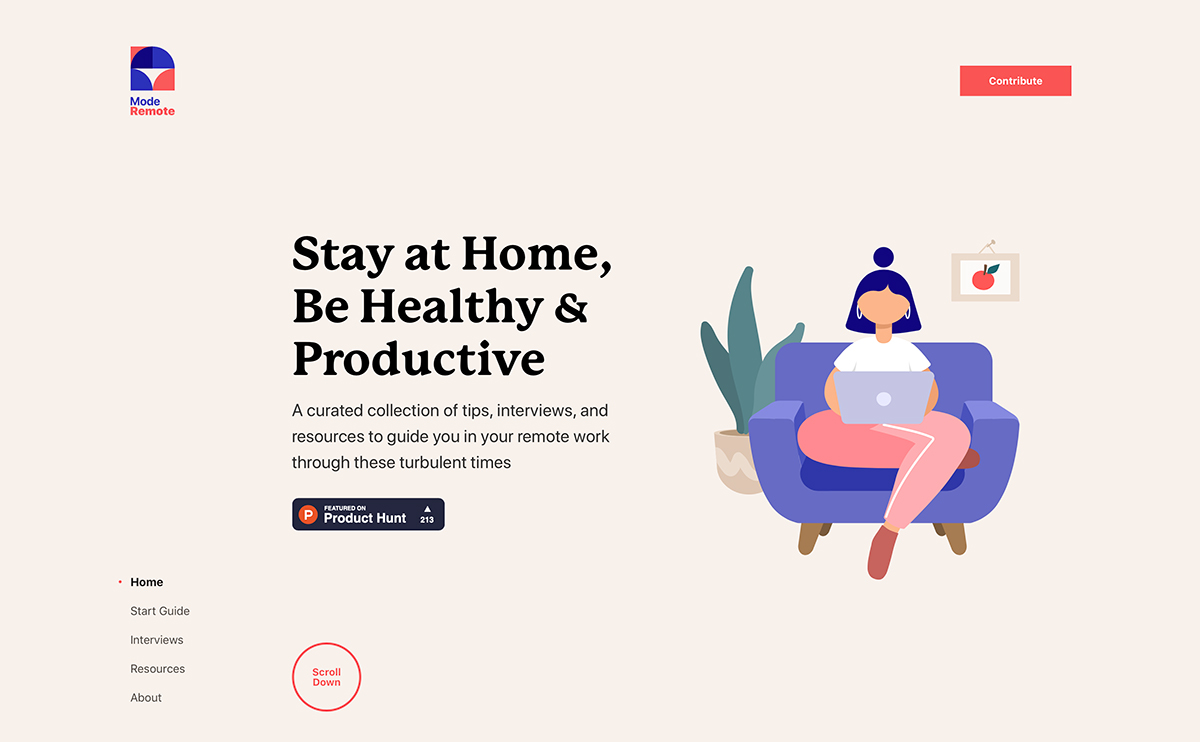 Mode
Remote
Contribute
Stay at Home,
Be Healthy &
Productive
A curated collection of tips, interviews, and
resources to guide you in your remote work
through these turbulent times
P
FEATURED ON
Product Hunt
▲
213
Home
Start Guide
Interviews
Resources
About
Scroll
Down